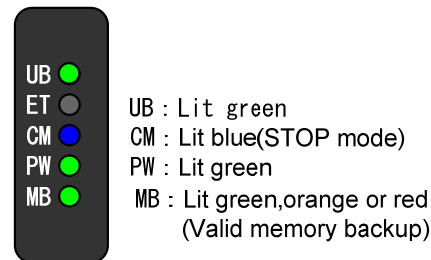 UB
ET
CM
PW
MB
UB : Lit green
CM : Lit blue(STOP mode)
PW : Lit green
MB : Lit green,orange or red
(Valid memory backup)